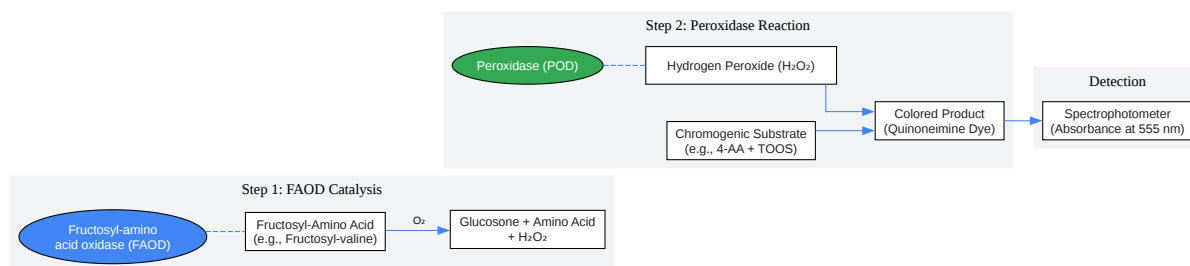 Step 2: Peroxidase Reaction
Peroxidase (POD)
Hydrogen Peroxide (H₂O₂)
Chromogenic Substrate
(e.g., 4-AA + TOOS)
Colored Product
(Quinoneimine Dye)
Detection
Spectrophotometer
(Absorbance at 555 nm)
Step 1: FAOD Catalysis
Fructosyl-amino
acid oxidase (FAOD)
Fructosyl-Amino Acid
(e.g., Fructosyl-valine)
O₂
Glucosone + Amino Acid
+ H₂O₂